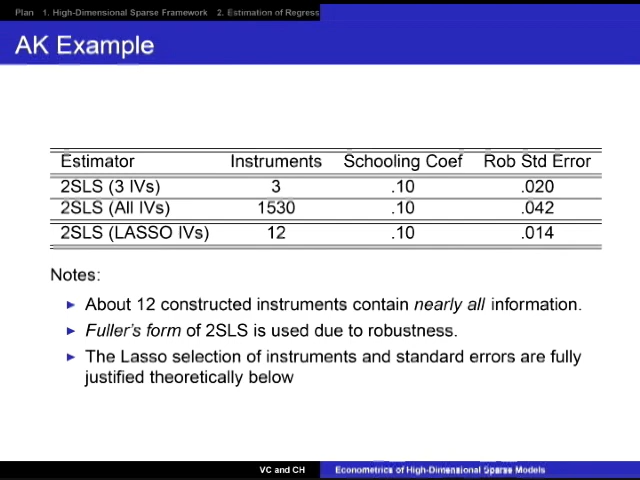 Plan 1. High-Dimensional Sparse Framework 2. Estimation of Regress
AK Example
Estimator Instruments Schooling Coef Rob Std Error
2SLS (3 IVs) 3 .10 .020
2SLS (All IVs) 1530 .10 .042
2SLS (LASSO IVs) 12 .10 .014
Notes:
► About 12 constructed instruments contain nearly all information.
► Fuller's form of 2SLS is used due to robustness.
► The Lasso selection of instruments and standard errors are fully
justified theoretically below
VC and CH Econometrics of High-Dimensional Sparse Models